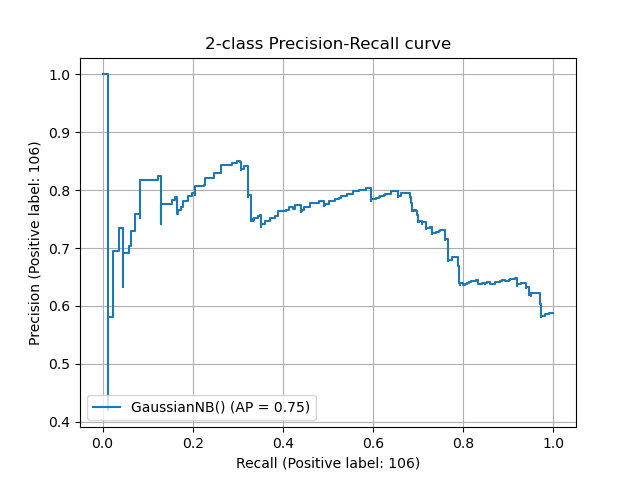 2-class Precision-Recall curve
Precision (Positive label: 106)
1.0
0.9
0.8
0.7
0.6
0.5
0.4
GaussianNB() (AP = 0.75)
0.0 0.2 0.4 0.6 0.8 1.0
Recall (Positive label: 106)